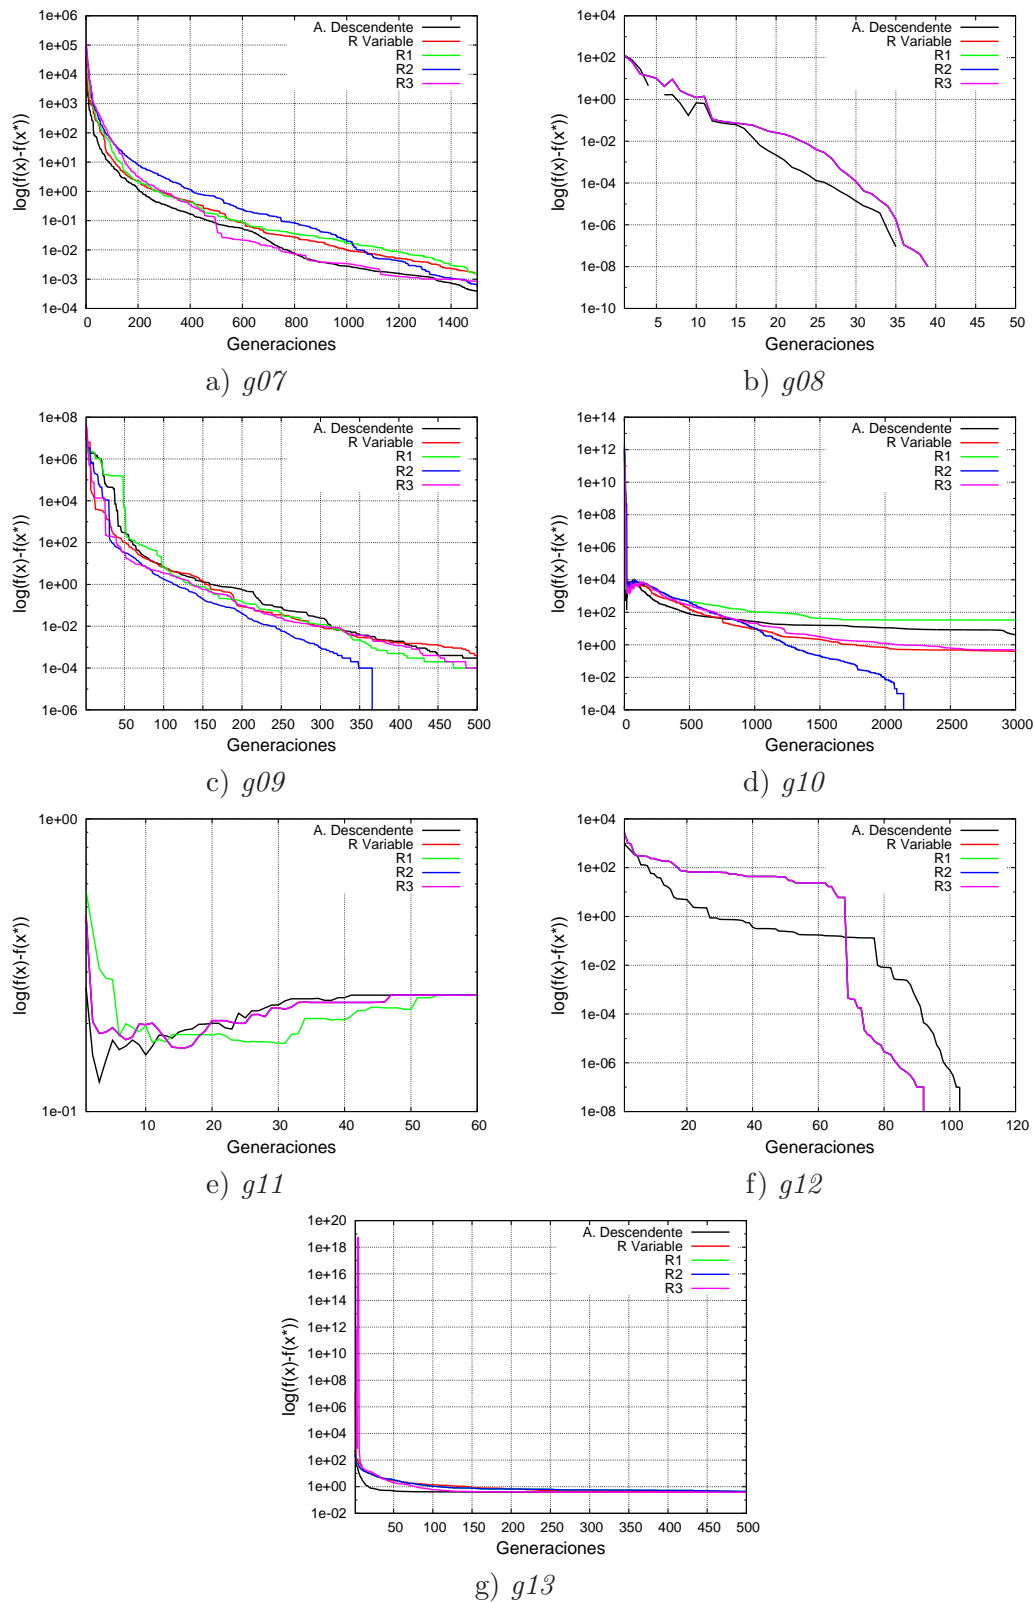 1e+06
1e+05
1e+04
1e+03
1e+02
1e+01
1e+00
1e-01
1e-02
1e-03
1e-04
log(f(x)-f(x*))
A. Descendente
R Variable
R1
R2
R3
0 200 400 600 800 1000 1200 1400
Generaciones
a) g07
1e+04
1e+02
1e+00
1e-02
1e-04
1e-06
1e-08
1e-10
log(f(x)-f(x*))
A. Descendente
R Variable
R1
R2
R3
5 10 15 20 25 30 35 40 45 50
Generaciones
b) g08
1e+08
1e+06
1e+04
1e+02
1e+00
1e-02
1e-04
1e-06
log(f(x)-f(x*))
A. Descendente
R Variable
R1
R2
R3
50 100 150 200 250 300 350 400 450 500
Generaciones
c) g09
1e+14
1e+12
1e+10
1e+08
1e+06
1e+04
1e+02
1e+00
1e-02
1e-04
log(f(x)-f(x*))
A. Descendente
R Variable
R1
R2
R3
0 500 1000 1500 2000 2500 3000
Generaciones
d) g10
1e+00
1e-01
log(f(x)-f(x*))
A. Descendente
R Variable
R1
R2
R3
10 20 30 40 50 60
Generaciones
e) g11
1e+04
1e+02
1e+00
1e-02
1e-04
1e-06
1e-08
log(f(x)-f(x*))
A. Descendente
R Variable
R1
R2
R3
20 40 60 80 100 120
Generaciones
f) g12
1e+20
1e+18
1e+16
1e+14
1e+12
1e+10
1e+08
1e+06
1e+04
1e+02
1e+00
1e-02
log(f(x)-f(x*))
A. Descendente
R Variable
R1
R2
R3
50 100 150 200 250 300 350 400 450 500
Generaciones
g) g13